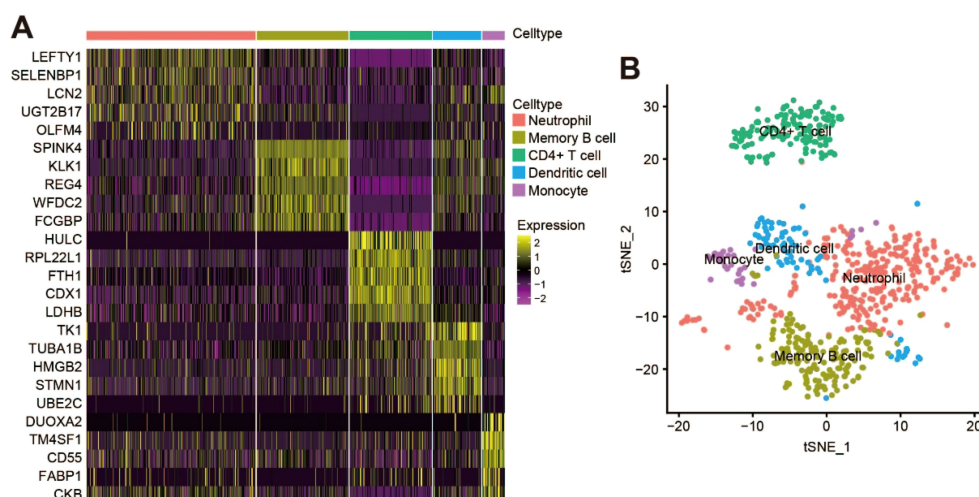 A
Celltype
LEFTY1
SELENBP1
LCN2
UGT2B17
OLFM4
SPINK4
KLK1
REG4
WFDC2
FCGBP
HULC
RPL22L1
FTH1
CDX1
LDHB
TK1
TUBA1B
HMGB2
STMN1
UBE2C
DUOXA2
TM4SF1
CD55
FABP1
CKB
Celltype
Neutrophil
Memory B cell
CD4+ T cell
Dendritic cell
Monocyte
Expression
2
1
0
−1
−2
B
30
20
10
0
−10
−20
tSNE_2
CD4+ T cell
Dendritic cell
Monocyte
Neutrophil
Memory B cell
−20
−10
0
10
20
tSNE_1